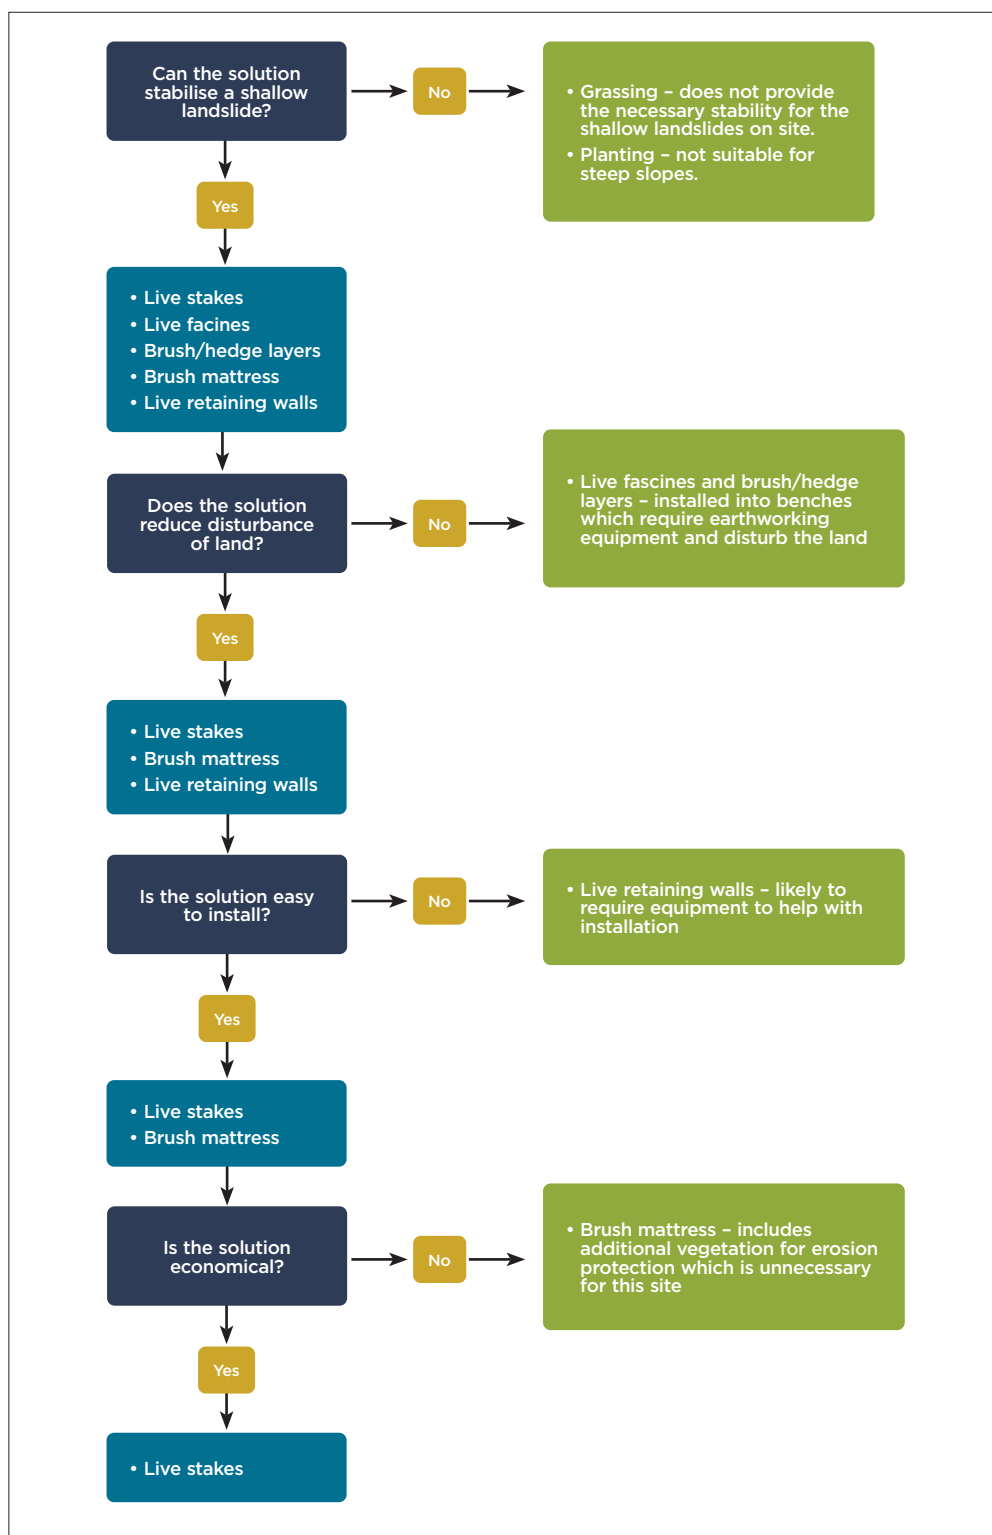 Can the solution
stabilise a shallow
landslide?
No
• Grassing – does not provide
the necessary stability for the
shallow landslides on site.
• Planting – not suitable for
steep slopes.
Yes
• Live stakes
• Live facines
• Brush/hedge layers
• Brush mattress
• Live retaining walls
Does the solution
reduce disturbance
of land?
No
• Live fascines and brush/hedge
layers – installed into benches
which require earthworking
equipment and disturb the land
Yes
• Live stakes
• Brush mattress
• Live retaining walls
Is the solution easy
to install?
No
• Live retaining walls – likely to
require equipment to help with
installation
Yes
• Live stakes
• Brush mattress
Is the solution
economical?
No
• Brush mattress – includes
additional vegetation for erosion
protection which is unnecessary
for this site
Yes
• Live stakes